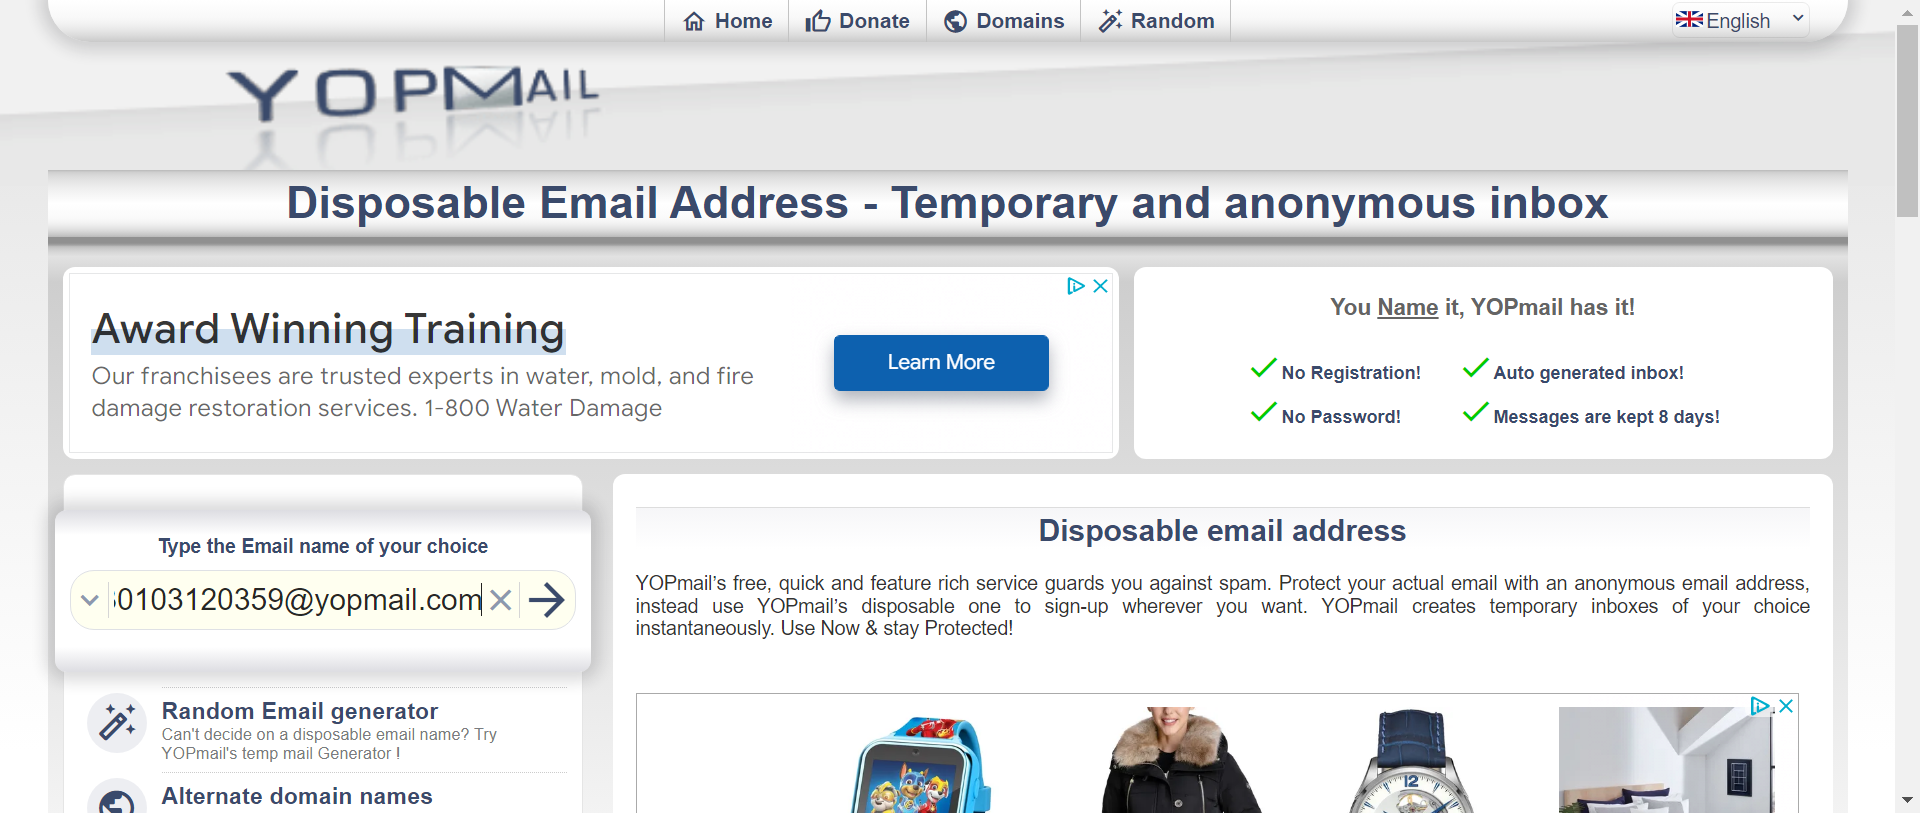 Home
Donate
Domains
Random
English
YOPMAIL
Disposable Email Address - Temporary and anonymous inbox
Award Winning Training
Our franchisees are trusted experts in water, mold, and fire
damage restoration services. 1-800 Water Damage
Learn More
You Name it, YOPmail has it!
No Registration!
Auto generated inbox!
No Password!
Messages are kept 8 days!
Type the Email name of your choice
0103120359@yopmail.com
Random Email generator
Can't decide on a disposable email name? Try
YOPmail's temp mail Generator !
Alternate domain names
Disposable email address
YOPmail's free, quick and feature rich service guards you against spam. Protect your actual email with an anonymous email address,
instead use YOPmail's disposable one to sign-up wherever you want. YOPmail creates temporary inboxes of your choice
instantaneously. Use Now & stay Protected!
12